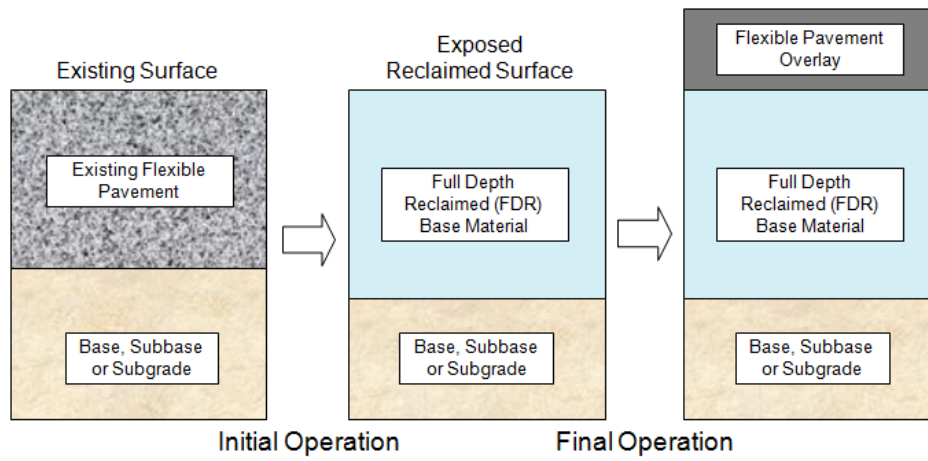 Existing Surface
Existing Flexible
Pavement
Base, Subbase
or Subgrade
Initial Operation
Exposed
Reclaimed Surface
Full Depth
Reclaimed (FDR)
Base Material
Base, Subbase
or Subgrade
Final Operation
Flexible Pavement
Overlay
Full Depth
Reclaimed (FDR)
Base Material
Base, Subbase
or Subgrade